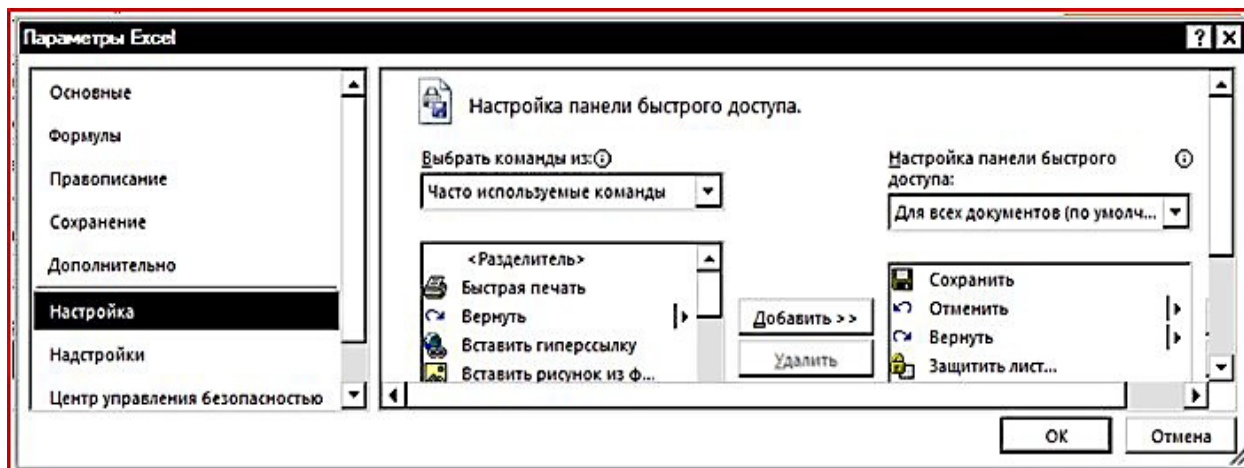 Параметры Excel
Основные
Формулы
Правописание
Сохранение
Дополнительно
Настройка
Надстройки
Центр управления безопасностью
Настройка панели быстрого доступа.
Выбрать команды из:
Часто используемые команды
<Разделитель>
Быстрая печать
Вернуть
Вставить гиперссылку
Вставить рисунок из ф...
Добавить >>
Удалить
Настройка панели быстрого
доступа:
Для всех документов (по умолч...
Сохранить
Отменить
Вернуть
Защитить лист...
ОК
Отмена